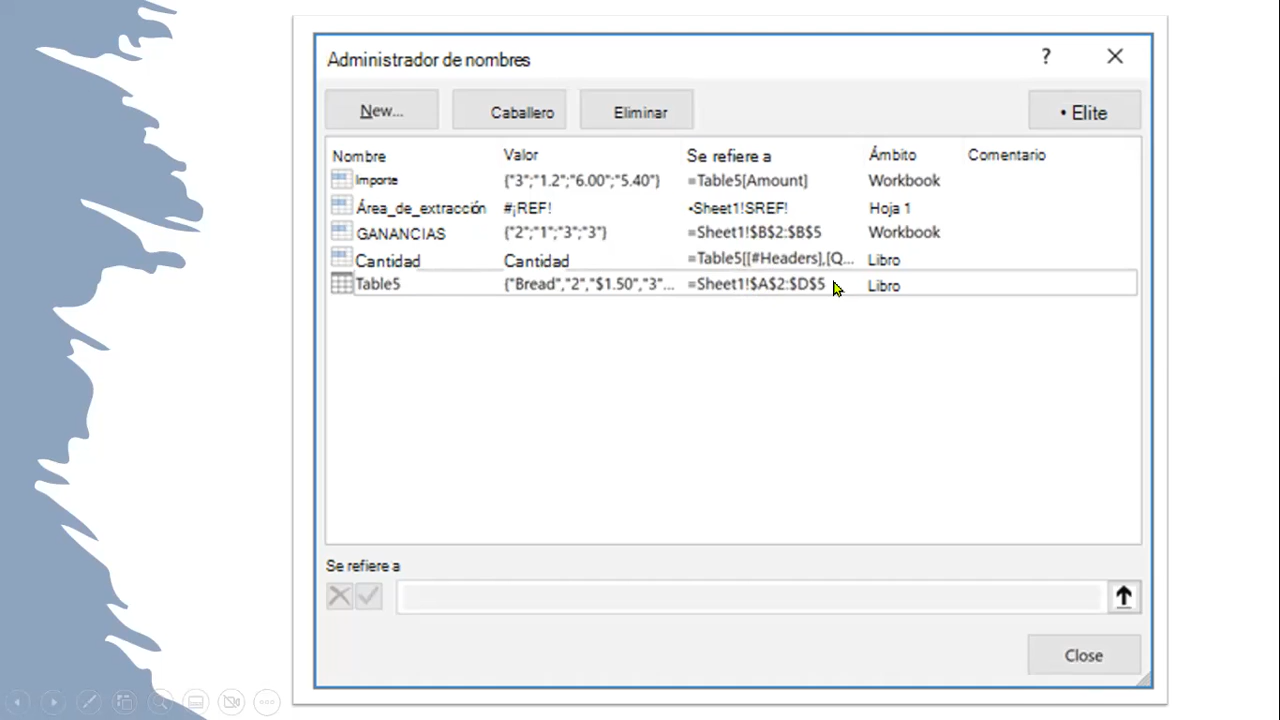 Administrador de nombres ?
New... Caballero Eliminar • Elite
Nombre Valor Se refiere a Ámbito Comentario
Importe {"3";"1.2";"6.00";"5.40"} =Table5[Amount] Workbook
Área_de_extracción #¡REF! •Sheet1!SREF! Hoja 1
GANANCIAS {"2";"1";"3";"3"} =Sheet1!$B$2:$B$5 Workbook
Cantidad Cantidad =Table5[[#Headers],[Q... Libro
Table5 {"Bread","2","$1.50","3"... =Sheet1!$A$2:$D$5 Libro
Se refiere a
Close